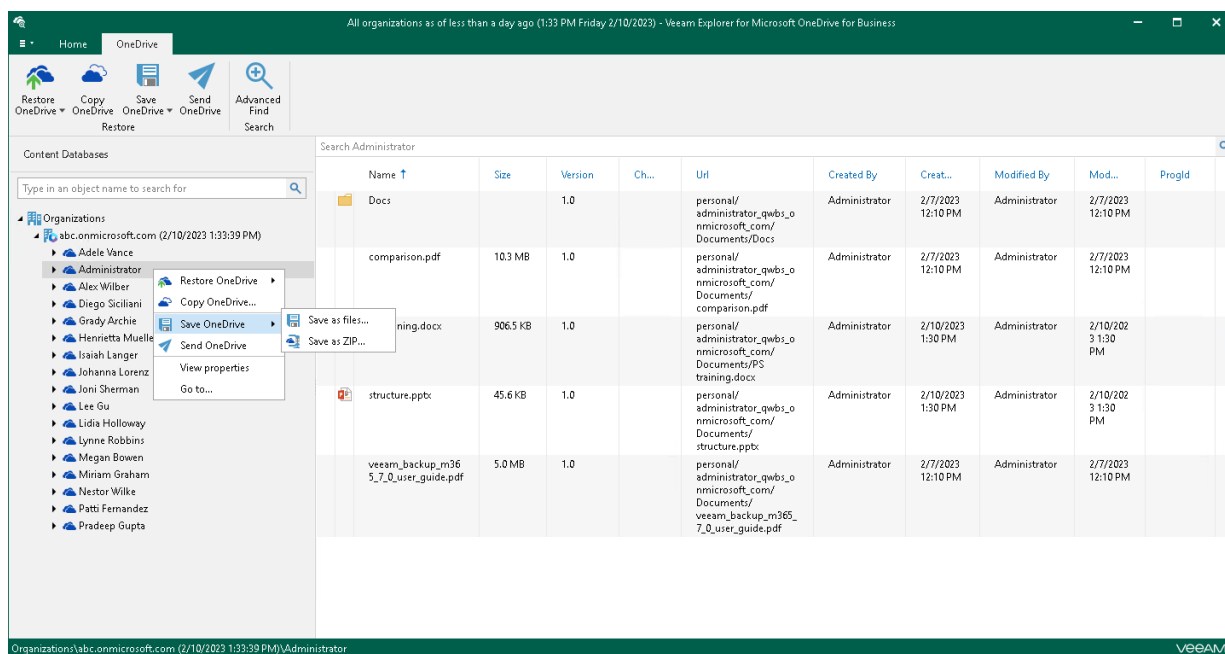 All organizations as of less than a day ago (1:33 PM Friday 2/10/2023) - Veeam Explorer for Microsoft OneDrive for Business
Home OneDrive
Restore OneDrive
Copy OneDrive
Save OneDrive
Send OneDrive
Advanced Find
Restore
Search
Content Databases
Type in an object name to search for
Organizations
abc.onmicrosoft.com (2/10/2023 1:33:39 PM)
Adele Vance
Administrator
Alex Wilber
Diego Siciliani
Grady Archie
Henrietta Muelle
Isaiah Langer
Johanna Lorenz
Joni Sherman
Lee Gu
Lidia Holloway
Lynne Robbins
Megan Bowen
Miriam Graham
Nestor Wilke
Patti Fernandez
Pradeep Gupta
Restore OneDrive
Copy OneDrive...
Save OneDrive
Send OneDrive
View properties
Go to...
Save as files...
Save as ZIP...
Search Administrator
Name Size Version Ch... Url Created By Creat... Modified By Mod... ProgId
Docs 1.0 personal/ Administrator 2/7/2023 Administrator 2/7/2023
administrator_qwbs_o 12:10 PM 12:10 PM
nmicrosoft.com/
Documents/Docs
comparison.pdf 10.3 MB 1.0 personal/ Administrator 2/7/2023 Administrator 2/7/2023
administrator_qwbs_o 12:10 PM 12:10 PM
nmicrosoft.com/
Documents/
comparison.pdf
ning.docx 906.5 KB 1.0 personal/ Administrator 2/10/2023 Administrator 2/10/202
administrator_qwbs_o 1:30 PM 3 1:30
nmicrosoft.com/ PM
Documents/PS
training.docx
structure.pptx 45.6 KB 1.0 personal/ Administrator 2/10/2023 Administrator 2/10/202
administrator_qwbs_o 1:30 PM 3 1:30
nmicrosoft.com/ PM
Documents/
structure.pptx
veeam_backup_m36 5.0 MB 1.0 personal/ Administrator 2/7/2023 Administrator 2/7/2023
5_7_0_user_guide.pdf administrator_qwbs_o 12:10 PM 12:10 PM
nmicrosoft.com/
Documents/
veeam_backup_m365_
7_0_user_guide.pdf
Organizations\abc.onmicrosoft.com (2/10/2023 1:33:39 PM)\Administrator
veeam